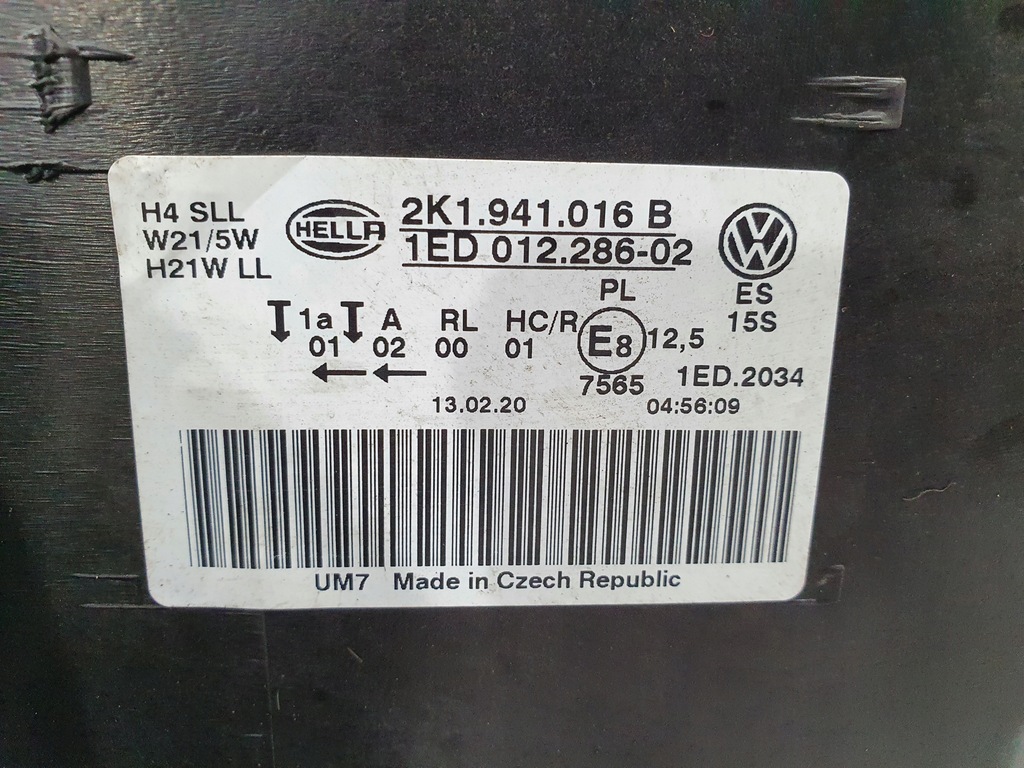 H4 SLL
W21/5W
H21W LL
HELLA
2K1.941.016 B
1ED 012.286-02
VW
ES
15S
PL
1a A RL HC/R
01 02 00 01
E8
12,5
7565
1ED.2034
13.02.20
04:56:09
UM7 Made in Czech Republic